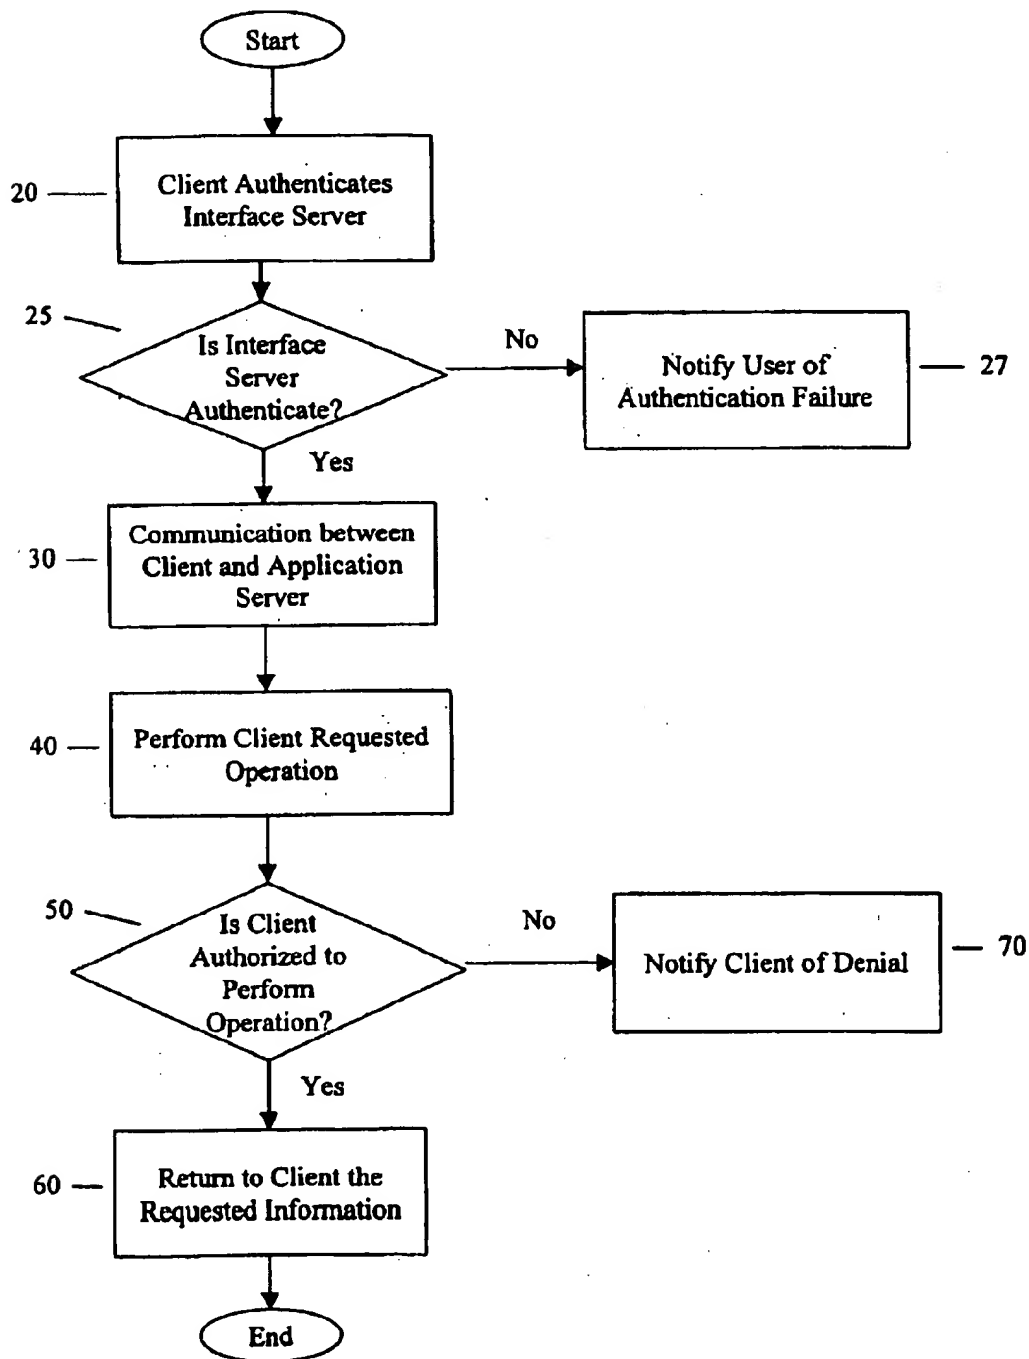 Start
20
Client Authenticates
Interface Server
25
Is Interface
Server
Authenticate?
No
Notify User of
Authentication Failure
27
Yes
30
Communication between
Client and Application
Server
40
Perform Client Requested
Operation
50
Is Client
Authorized to
Perform
Operation?
No
Notify Client of Denial
70
Yes
60
Return to Client the
Requested Information
End